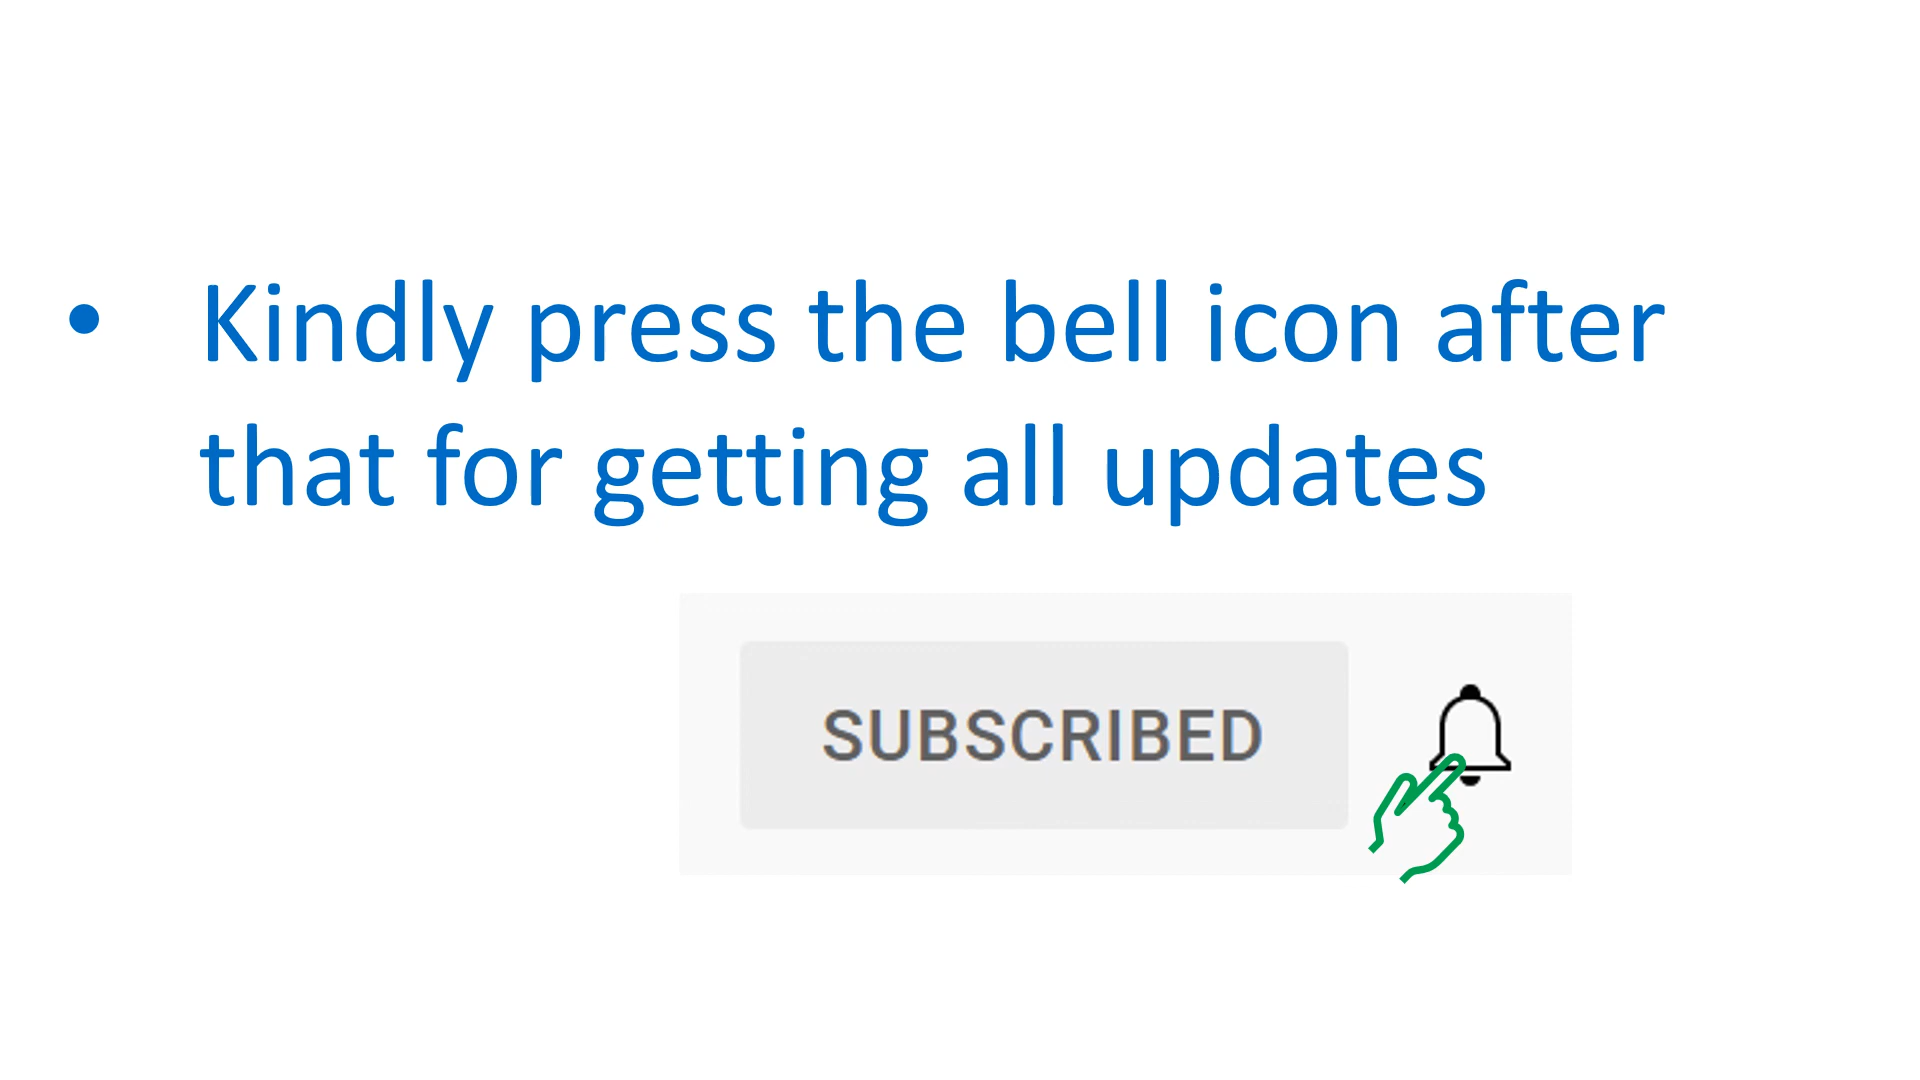 • Kindly press the bell icon after
that for getting all updates
SUBSCRIBED